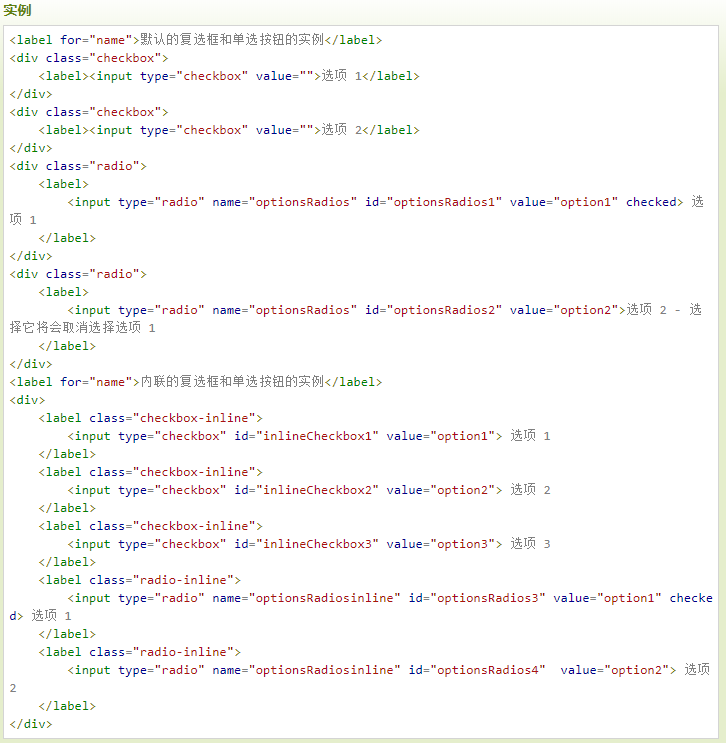 实例
<label for="name">默认的复选框和单选按钮的实例</label>
<div class="checkbox">
    <label><input type="checkbox" value="">选项 1</label>
</div>
<div class="checkbox">
    <label><input type="checkbox" value="">选项 2</label>
</div>
<div class="radio">
    <label>
        <input type="radio" name="optionsRadios" id="optionsRadios1" value="option1" checked> 选
项 1
    </label>
</div>
<div class="radio">
    <label>
        <input type="radio" name="optionsRadios" id="optionsRadios2" value="option2">选项 2 - 选
择它将会取消选择选项 1
    </label>
</div>
<label for="name">内联的复选框和单选按钮的实例</label>
<div>
    <label class="checkbox-inline">
        <input type="checkbox" id="inlineCheckbox1" value="option1"> 选项 1
    </label>
    <label class="checkbox-inline">
        <input type="checkbox" id="inlineCheckbox2" value="option2"> 选项 2
    </label>
    <label class="checkbox-inline">
        <input type="checkbox" id="inlineCheckbox3" value="option3"> 选项 3
    </label>
    <label class="radio-inline">
        <input type="radio" name="optionsRadiosinline" id="optionsRadios3" value="option1" checke
d> 选项 1
    </label>
    <label class="radio-inline">
        <input type="radio" name="optionsRadiosinline" id="optionsRadios4"  value="option2"> 选项
2
    </label>
</div>